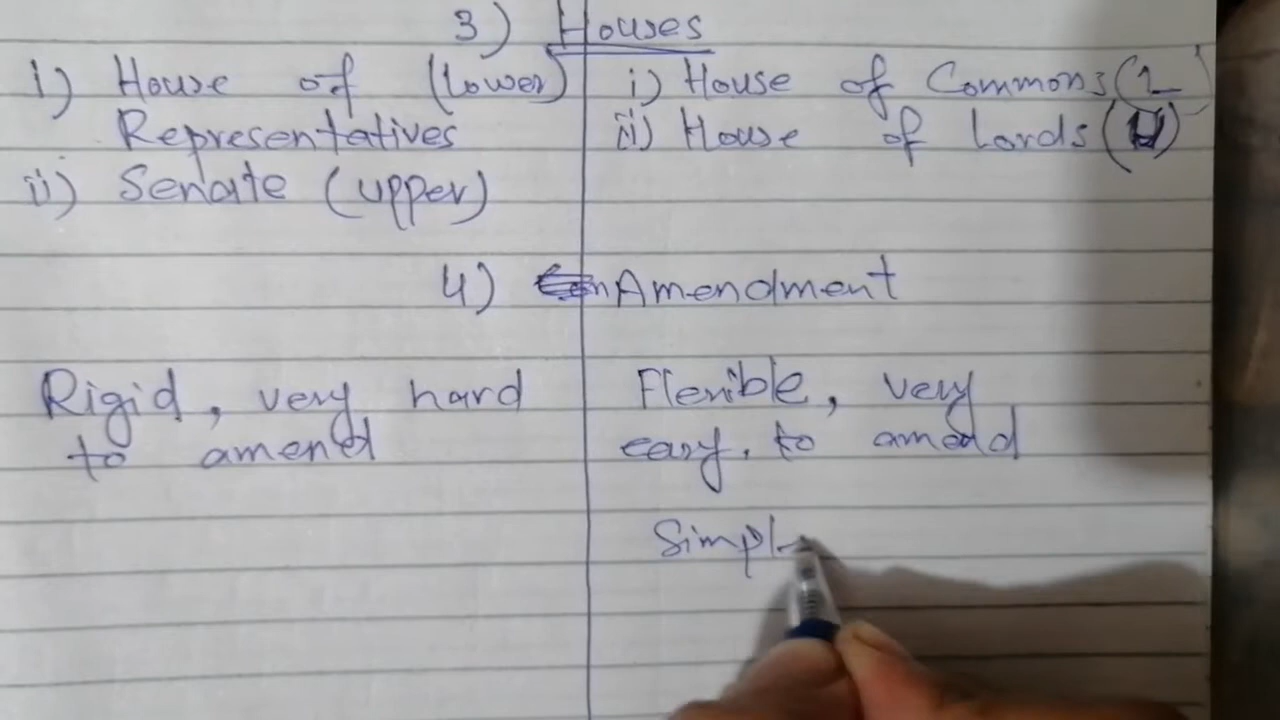 3) Houses
i) House of (lower)
Representatives
ii) Senate (upper)
i) House of Commons (L)
ii) House of Lords (U)
4) Amendment
Rigid, very hard
to amend
Flexible, very
easy. to amend
Simpl